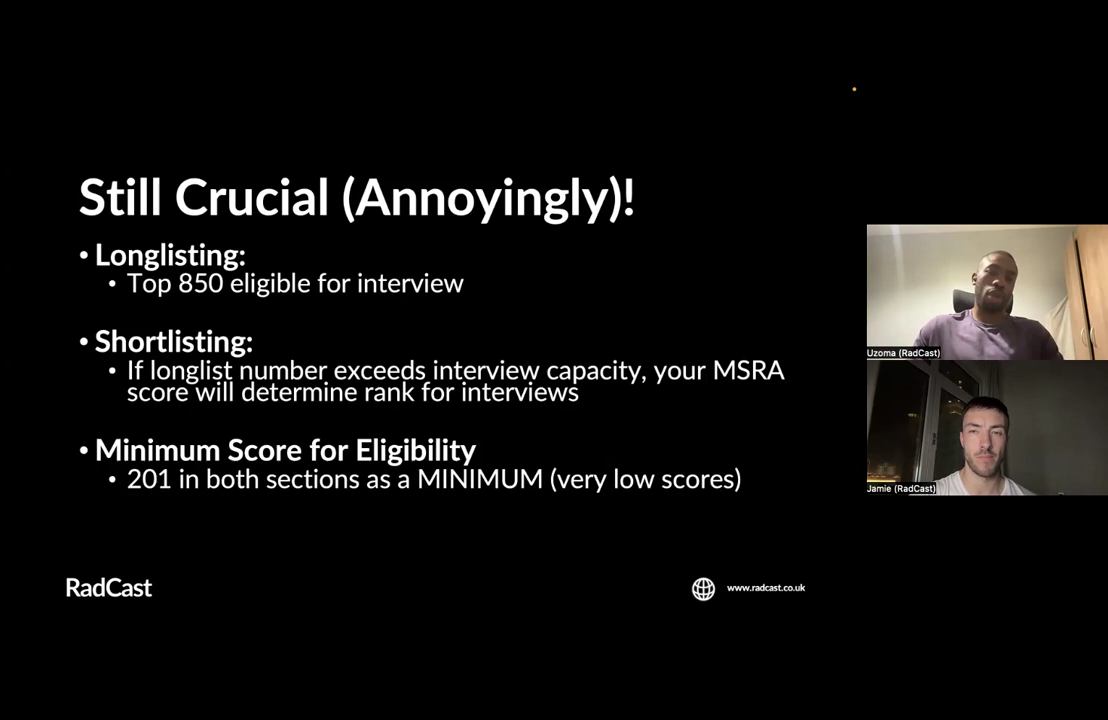 Still Crucial (Annoyingly)!
• Longlisting:
• Top 850 eligible for interview
• Shortlisting:
• If longlist number exceeds interview capacity, your MSRA
score will determine rank for interviews
• Minimum Score for Eligibility
• 201 in both sections as a MINIMUM (very low scores)
RadCast
www.radcast.co.uk
Uzoma (RadCast)
Jamie (RadCast)